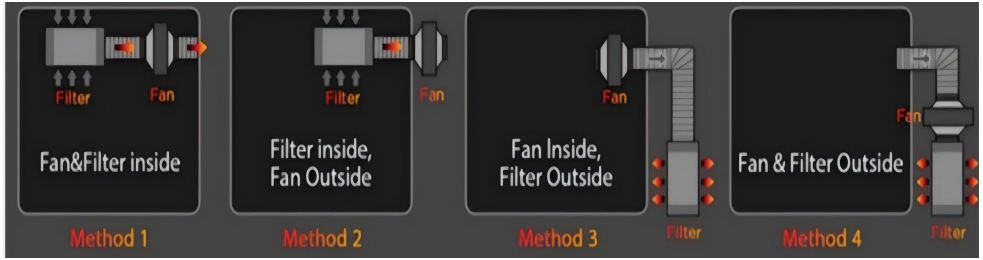 Filter
Fan
Fan&Filter inside
Method 1
Filter
Fan
Filter inside,
Fan Outside
Method 2
Fan
Fan Inside,
Filter Outside
Filter
Method 3
Fan
Fan & Filter Outside
Filter
Method 4